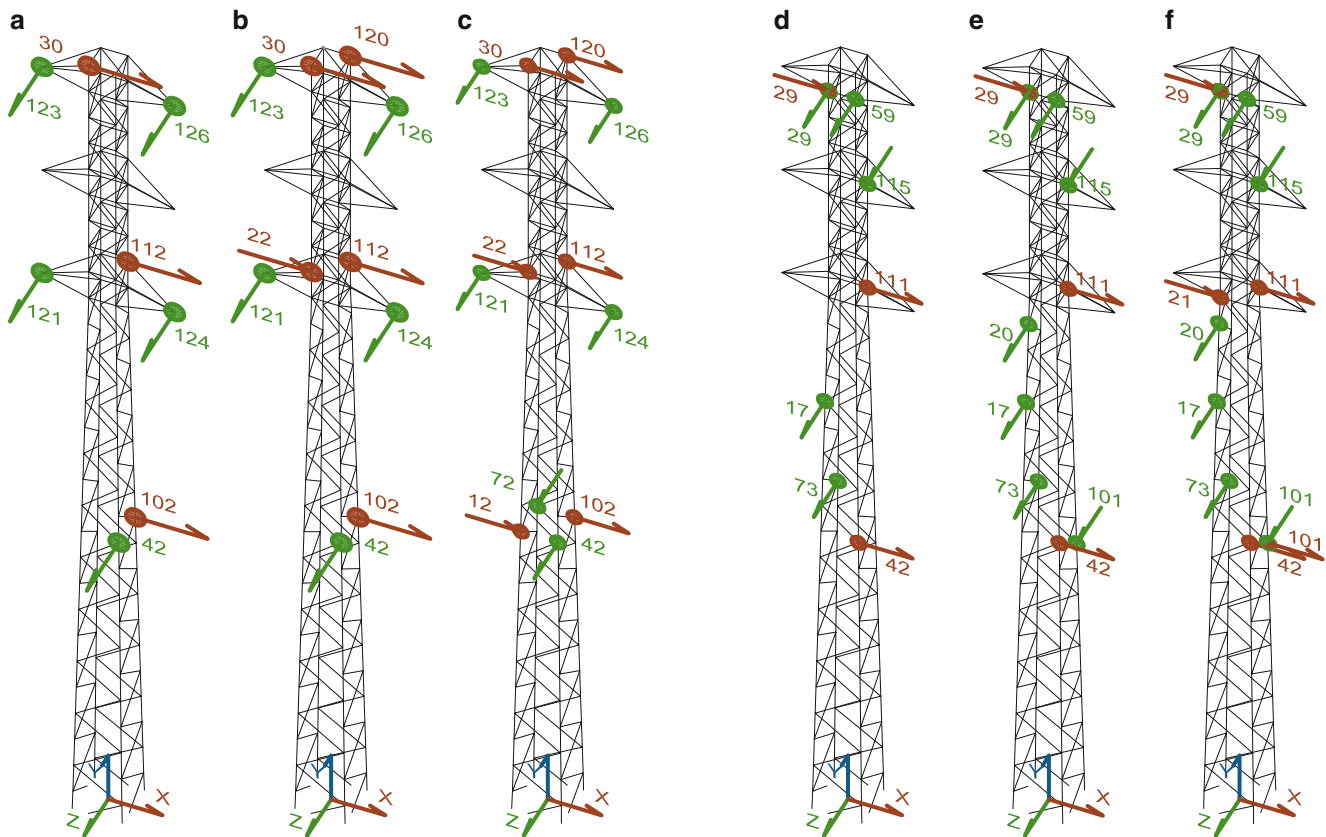 a b c d e f
30 123 126 112 121 124 102 42 Y X Z
30 120 123 126 22 112 121 124 102 42 Y X Z
30 120 123 126 22 112 121 124 72 12 102 42 Y X Z
29 29 59 115 111 17 73 42 Y X Z
29 29 59 115 111 20 17 73 101 42 Y X Z
29 29 59 115 111 21 20 17 73 101 101 42 Y X Z